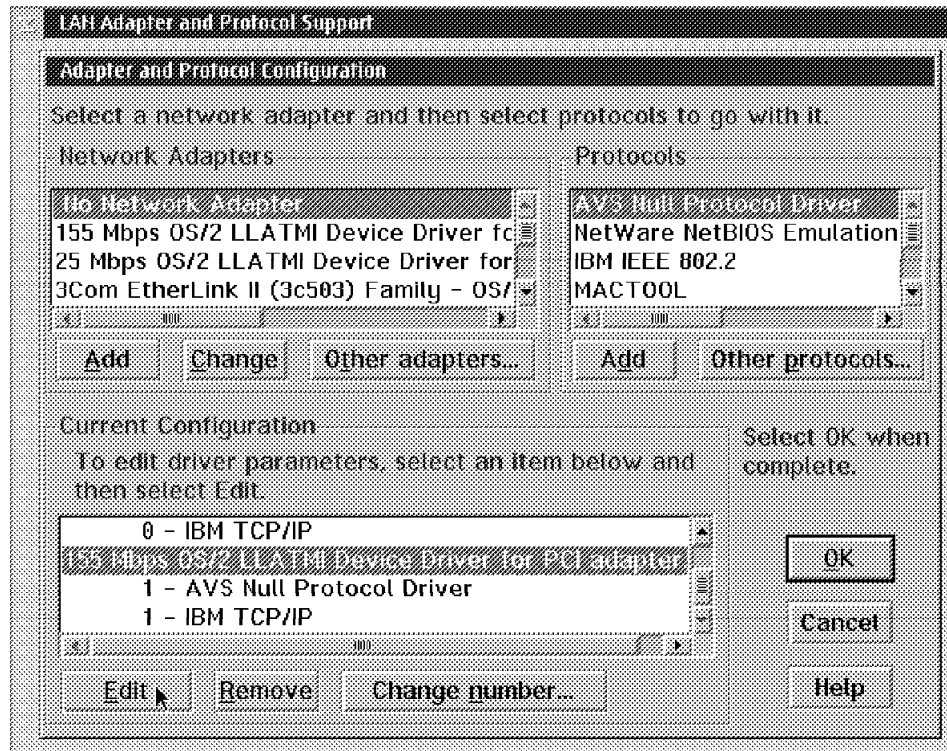 LAN Adapter and Protocol Support
Adapter and Protocol Configuration
Select a network adapter and then select protocols to go with it.
Network Adapters
No Network Adapter
155 Mbps OS/2 LLATMI Device Driver fo
25 Mbps OS/2 LLATMI Device Driver for
3Com EtherLink II (3c503) Family - OS/
Add Change Other adapters...
Protocols
AVS Null Protocol Driver
NetWare NetBIOS Emulation
IBM IEEE 802.2
MACTOOL
Add Other protocols...
Current Configuration
To edit driver parameters, select an item below and
then select Edit.
0 - IBM TCP/IP
155 Mbps OS/2 LLATMI Device Driver for PCI adapter
1 - AVS Null Protocol Driver
1 - IBM TCP/IP
Edit Remove Change number...
Select OK when
complete.
OK
Cancel
Help